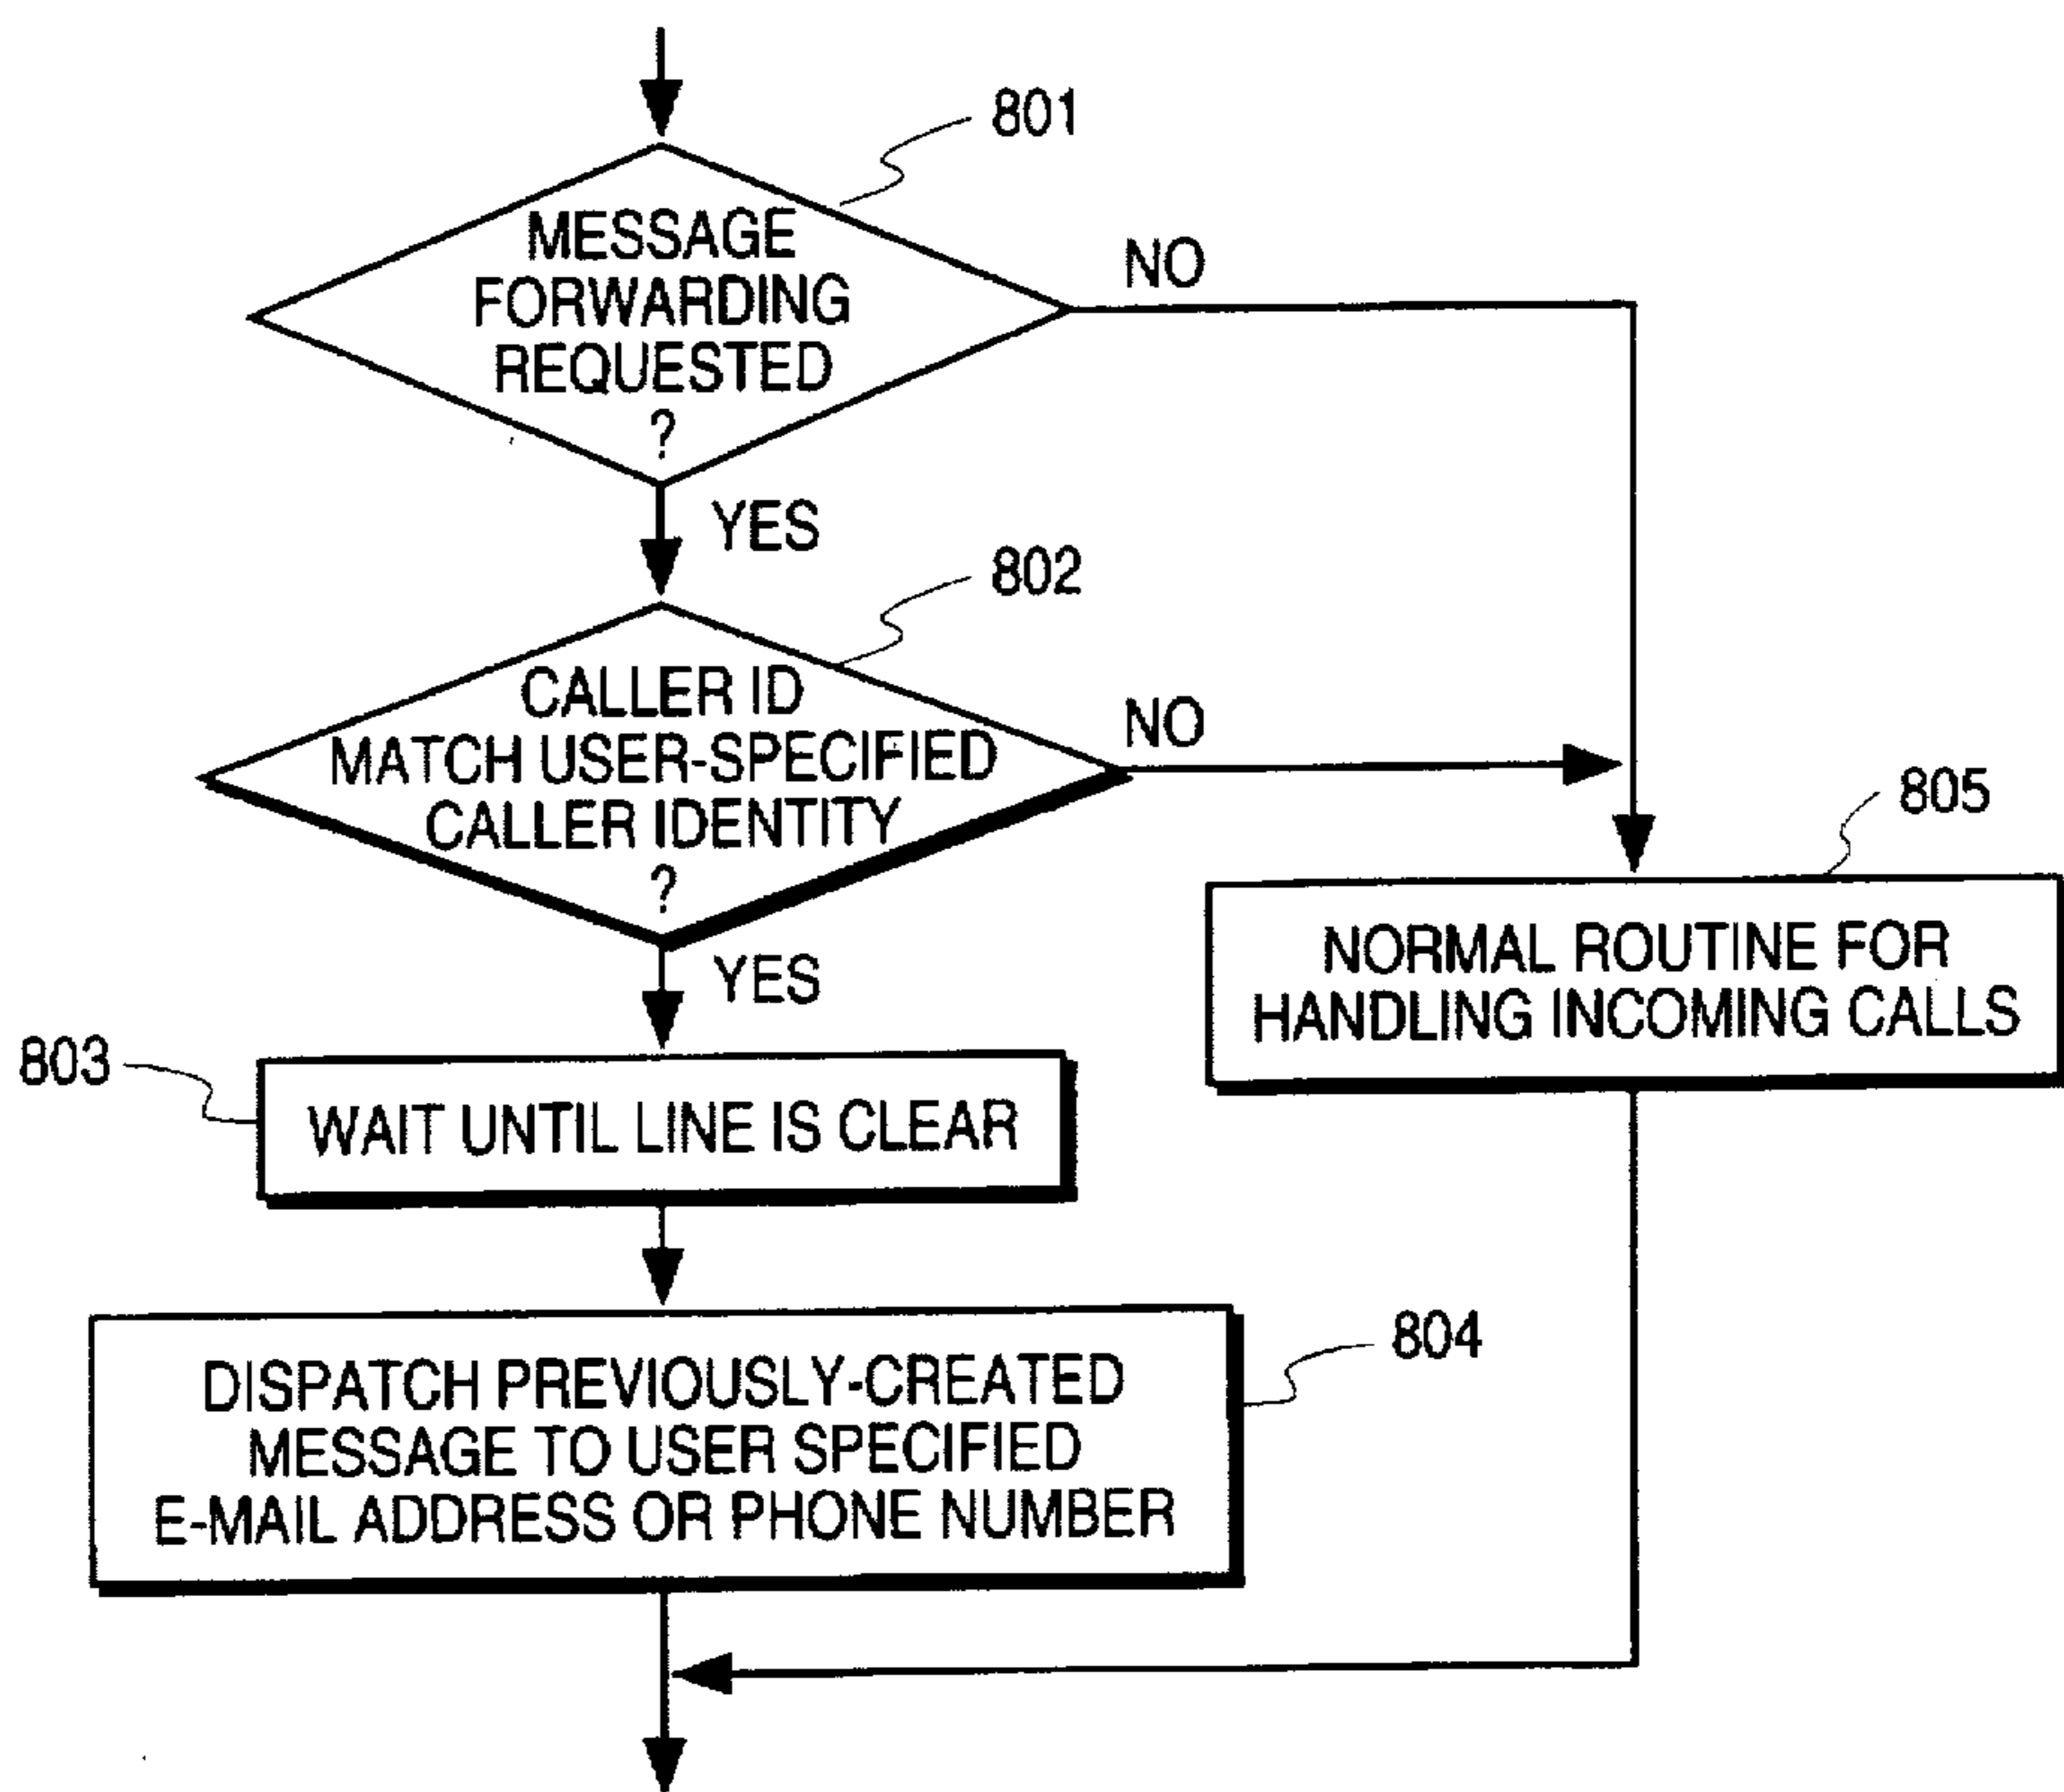 801
MESSAGE
FORWARDING
REQUESTED
?
NO
YES
802
CALLER ID
MATCH USER-SPECIFIED
CALLER IDENTITY
?
NO
YES
805
NORMAL ROUTINE FOR
HANDLING INCOMING CALLS
803
WAIT UNTIL LINE IS CLEAR
804
DISPATCH PREVIOUSLY-CREATED
MESSAGE TO USER SPECIFIED
E-MAIL ADDRESS OR PHONE NUMBER